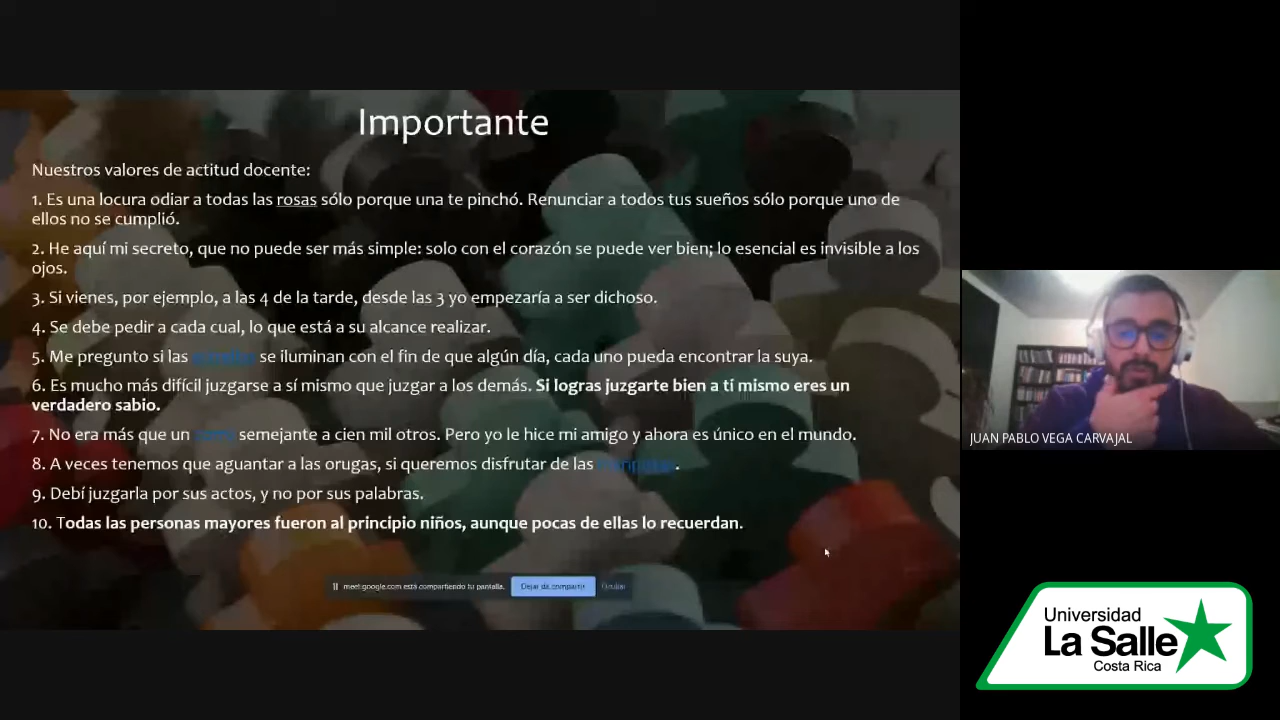 Importante
Nuestros valores de actitud docente:
1. Es una locura odiar a todas las rosas sólo porque una te pinchó. Renunciar a todos tus sueños sólo porque uno de
ellos no se cumplió.
2. He aquí mi secreto, que no puede ser más simple: solo con el corazón se puede ver bien; lo esencial es invisible a los
ojos.
3. Si vienes, por ejemplo, a las 4 de la tarde, desde las 3 yo empezaría a ser dichoso.
4. Se debe pedir a cada cual, lo que está a su alcance realizar.
5. Me pregunto si las se iluminan con el fin de que algún día, cada uno pueda encontrar la suya.
6. Es mucho más difícil juzgarse a sí mismo que juzgar a los demás. Si logras juzgarte bien a tí mismo eres un
verdadero sabio.
7. No era más que un semejante a cien mil otros. Pero yo le hice mi amigo y ahora es único en el mundo.
8. A veces tenemos que aguantar a las orugas, si queremos disfrutar de las mariposas.
9. Debí juzgarla por sus actos, y no por sus palabras.
10. Todas las personas mayores fueron al principio niños, aunque pocas de ellas lo recuerdan.
meet.google.com está compartiendo tu pantalla. Dejar de compartir Ocultar
JUAN PABLO VEGA CARVAJAL
Universidad
La Salle
Costa Rica